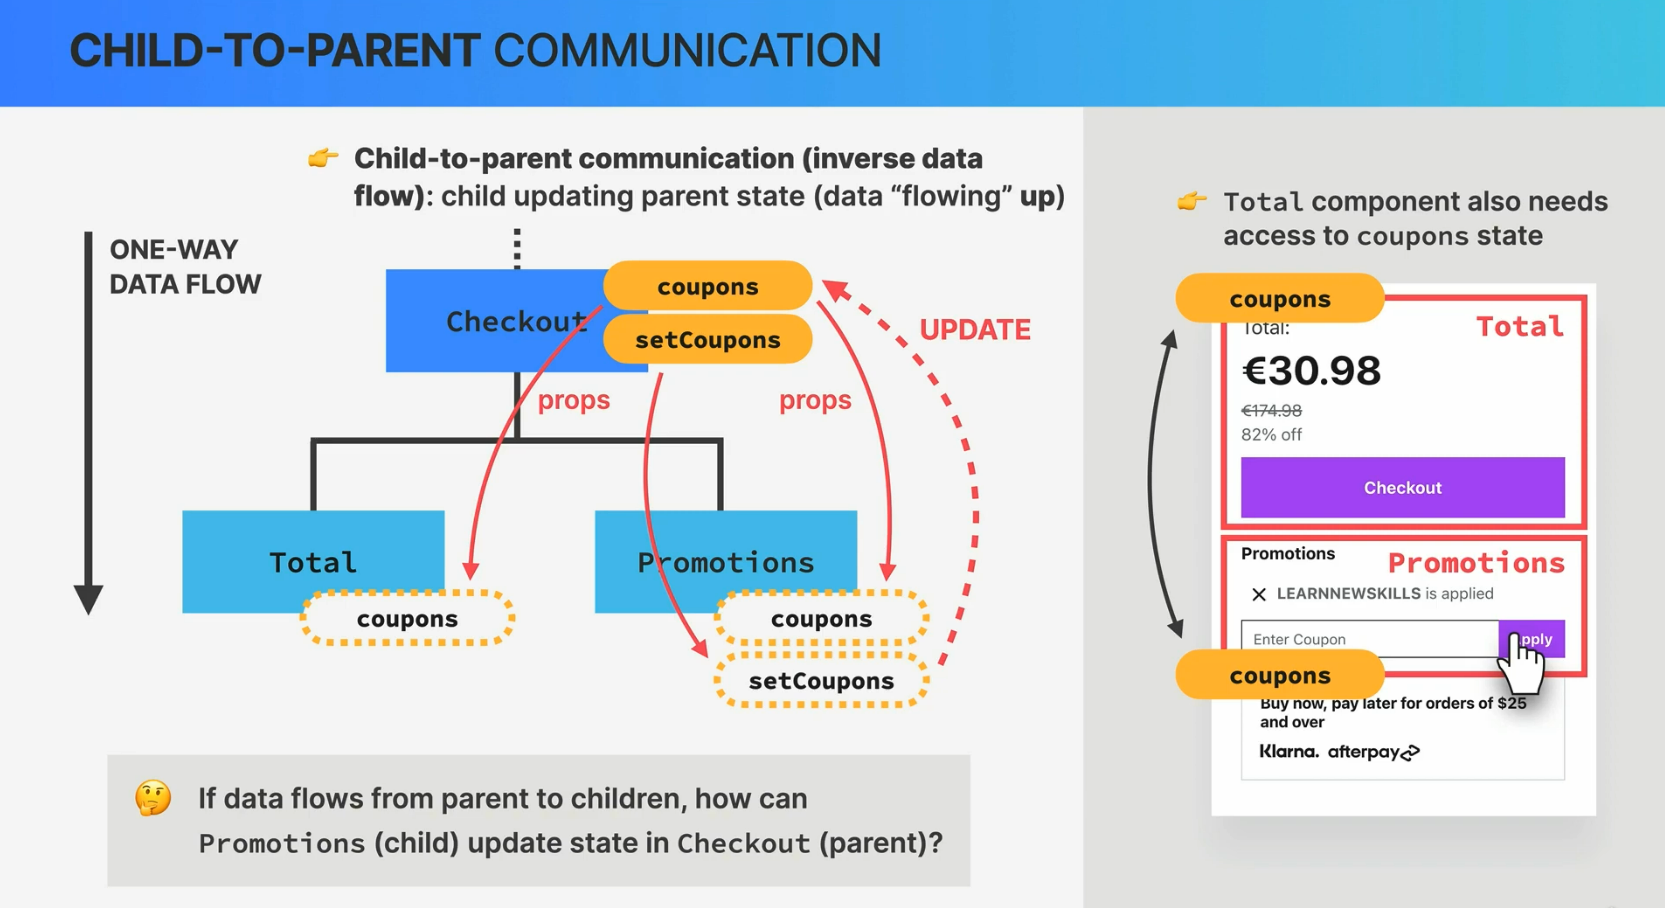 CHILD-TO-PARENT COMMUNICATION
👉 Child-to-parent communication (inverse data
flow): child updating parent state (data “flowing” up)
ONE-WAY
DATA FLOW
Checkout
coupons
setCoupons
UPDATE
props
props
Total
coupons
Promotions
coupons
setCoupons
🤔 If data flows from parent to children, how can
Promotions (child) update state in Checkout (parent)?
👉 Total component also needs
access to coupons state
coupons
Total:
Total
€30.98
€174.98
82% off
Checkout
Promotions
Promotions
LEARNNEWSKILLS is applied
Enter Coupon
pply
coupons
Buy now, pay later for orders of $25
and over
Klarna. afterpay